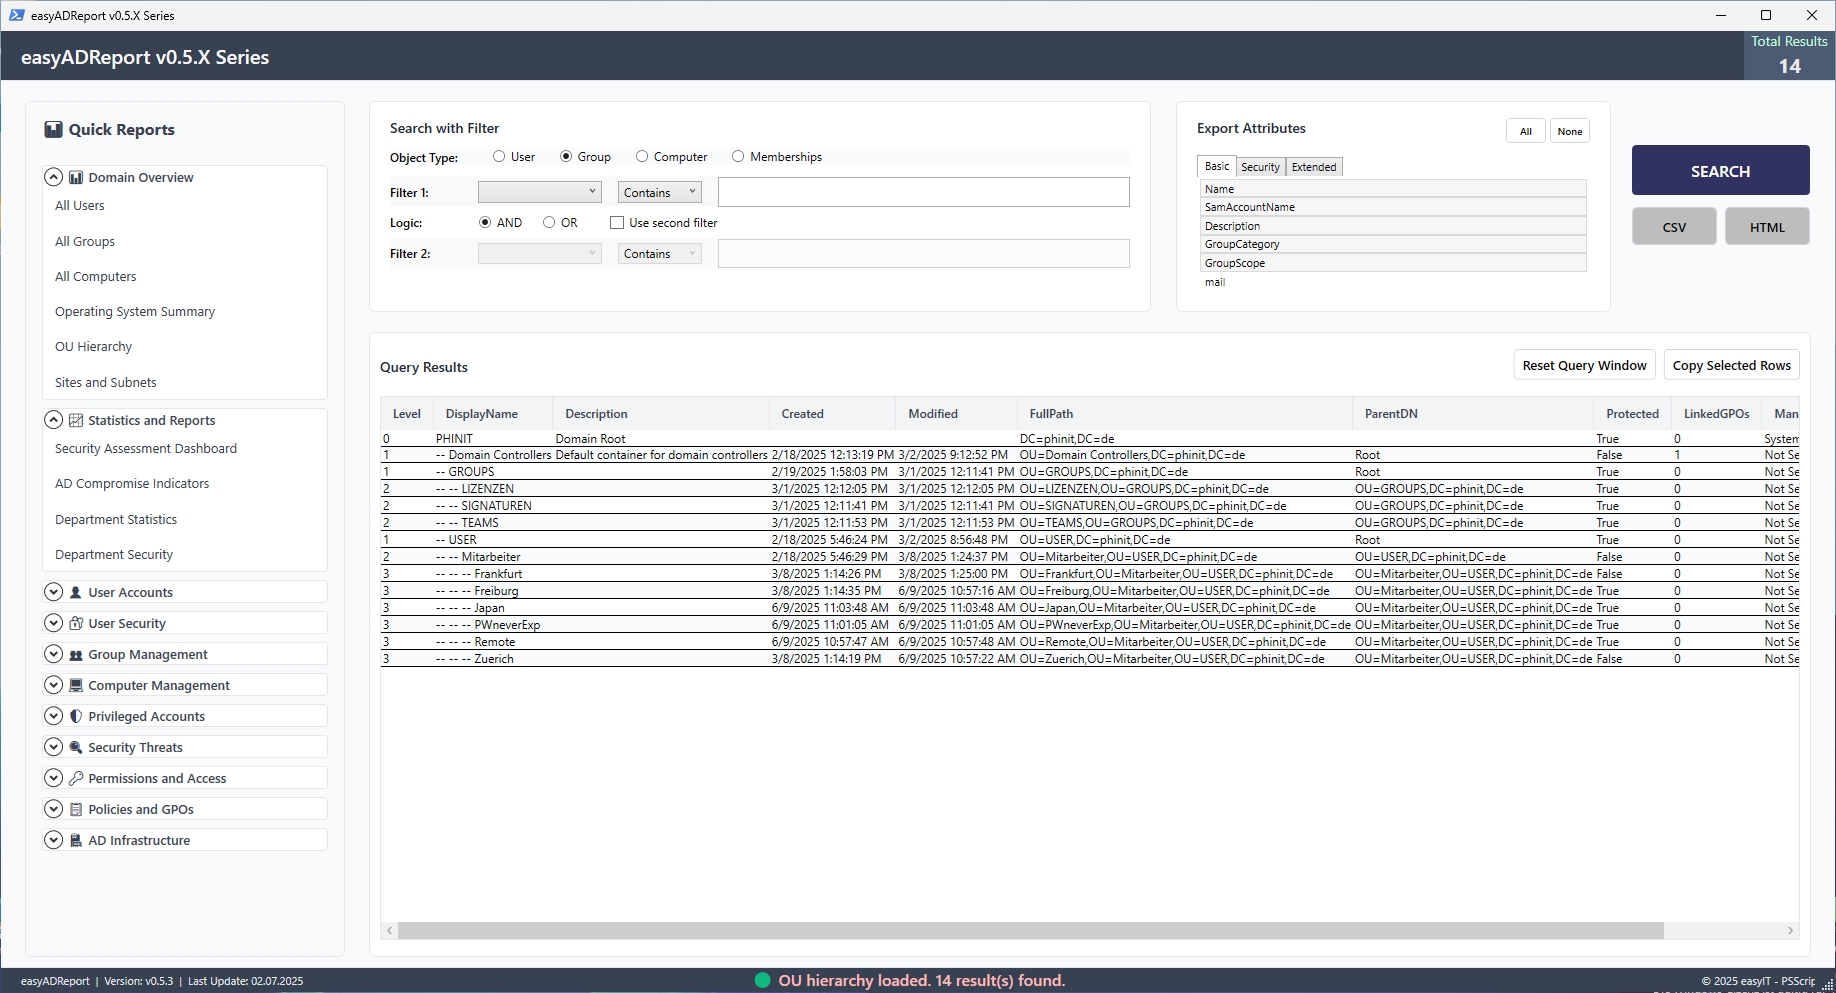 easyADReport v0.5.X Series
easyADReport v0.5.X Series
Total Results
14
Quick Reports
Domain Overview
All Users
All Groups
All Computers
Operating System Summary
OU Hierarchy
Sites and Subnets
Statistics and Reports
Security Assessment Dashboard
AD Compromise Indicators
Department Statistics
Department Security
User Accounts
User Security
Group Management
Computer Management
Privileged Accounts
Security Threats
Permissions and Access
Policies and GPOs
AD Infrastructure
Search with Filter
Object Type: User Group Computer Memberships
Filter 1: Contains
Logic: AND OR Use second filter
Filter 2: Contains
Export Attributes All None
Basic Security Extended
Name
SamAccountName
Description
GroupCategory
GroupScope
mail
SEARCH
CSV HTML
Query Results Reset Query Window Copy Selected Rows
Level DisplayName Description Created Modified FullPath ParentDN Protected LinkedGPOs Man
0 PHINIT Domain Root DC=phinit,DC=de True 0 System
1 -- Domain Controllers Default container for domain controllers 2/18/2025 12:13:19 PM 3/2/2025 9:12:52 PM OU=Domain Controllers,DC=phinit,DC=de Root False 1 Not Se
1 -- GROUPS 2/19/2025 1:58:03 PM 3/1/2025 12:11:41 PM OU=GROUPS,DC=phinit,DC=de Root True 0 Not Se
2 -- -- LIZENZEN 3/1/2025 12:12:05 PM 3/1/2025 12:12:05 PM OU=LIZENZEN,OU=GROUPS,DC=phinit,DC=de OU=GROUPS,DC=phinit,DC=de True 0 Not Se
2 -- -- SIGNATUREN 3/1/2025 12:11:41 PM 3/1/2025 12:11:41 PM OU=SIGNATUREN,OU=GROUPS,DC=phinit,DC=de OU=GROUPS,DC=phinit,DC=de True 0 Not Se
2 -- -- TEAMS 3/1/2025 12:11:53 PM 3/1/2025 12:11:53 PM OU=TEAMS,OU=GROUPS,DC=phinit,DC=de OU=GROUPS,DC=phinit,DC=de True 0 Not Se
1 -- USER 2/18/2025 5:46:24 PM 3/2/2025 8:56:48 PM OU=USER,DC=phinit,DC=de Root True 0 Not Se
2 -- -- Mitarbeiter 2/18/2025 5:46:29 PM 3/8/2025 1:24:37 PM OU=Mitarbeiter,OU=USER,DC=phinit,DC=de OU=USER,DC=phinit,DC=de False 0 Not Se
3 -- -- -- Frankfurt 3/8/2025 1:14:26 PM 3/8/2025 1:25:00 PM OU=Frankfurt,OU=Mitarbeiter,OU=USER,DC=phinit,DC=de OU=Mitarbeiter,OU=USER,DC=phinit,DC=de False 0 Not Se
3 -- -- -- Freiburg 3/8/2025 1:14:35 PM 6/9/2025 10:57:16 AM OU=Freiburg,OU=Mitarbeiter,OU=USER,DC=phinit,DC=de OU=Mitarbeiter,OU=USER,DC=phinit,DC=de True 0 Not Se
3 -- -- -- Japan 6/9/2025 11:03:48 AM 6/9/2025 11:03:48 AM OU=Japan,OU=Mitarbeiter,OU=USER,DC=phinit,DC=de OU=Mitarbeiter,OU=USER,DC=phinit,DC=de True 0 Not Se
3 -- -- -- PWneverExp 6/9/2025 11:01:05 AM 6/9/2025 11:01:05 AM OU=PWneverExp,OU=Mitarbeiter,OU=USER,DC=phinit,DC=de OU=Mitarbeiter,OU=USER,DC=phinit,DC=de True 0 Not Se
3 -- -- -- Remote 6/9/2025 10:57:47 AM 6/9/2025 10:57:48 AM OU=Remote,OU=Mitarbeiter,OU=USER,DC=phinit,DC=de OU=Mitarbeiter,OU=USER,DC=phinit,DC=de True 0 Not Se
3 -- -- -- Zuerich 3/8/2025 1:14:19 PM 6/9/2025 10:57:22 AM OU=Zuerich,OU=Mitarbeiter,OU=USER,DC=phinit,DC=de OU=Mitarbeiter,OU=USER,DC=phinit,DC=de False 0 Not Se
easyADReport | Version: v0.5.3 | Last Update: 02.07.2025
OU hierarchy loaded. 14 result(s) found.
© 2025 easyIT - PSScrip